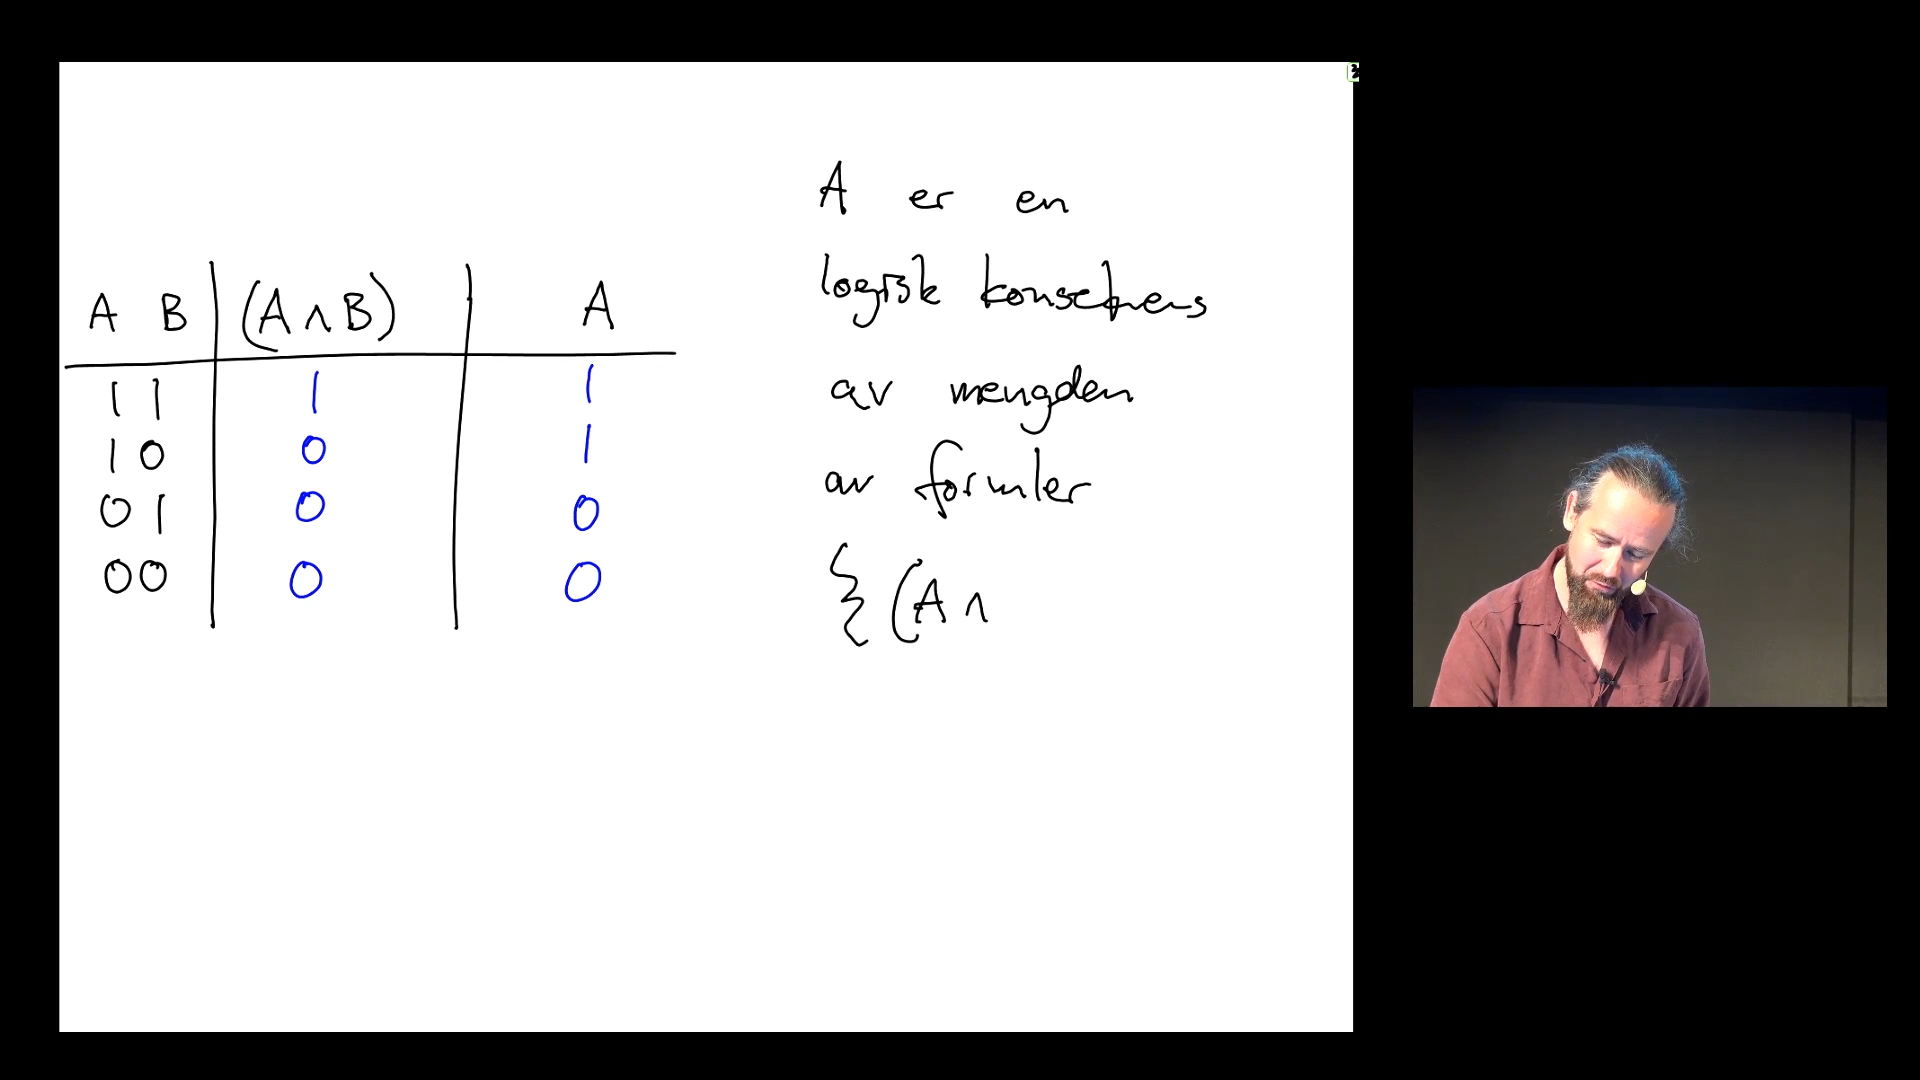 A B (A ∧ B) A
1 1 1 1
1 0 0 1
0 1 0 0
0 0 0 0
A er en
logisk konsekvens
av mengden
av formler
{ (A ∧